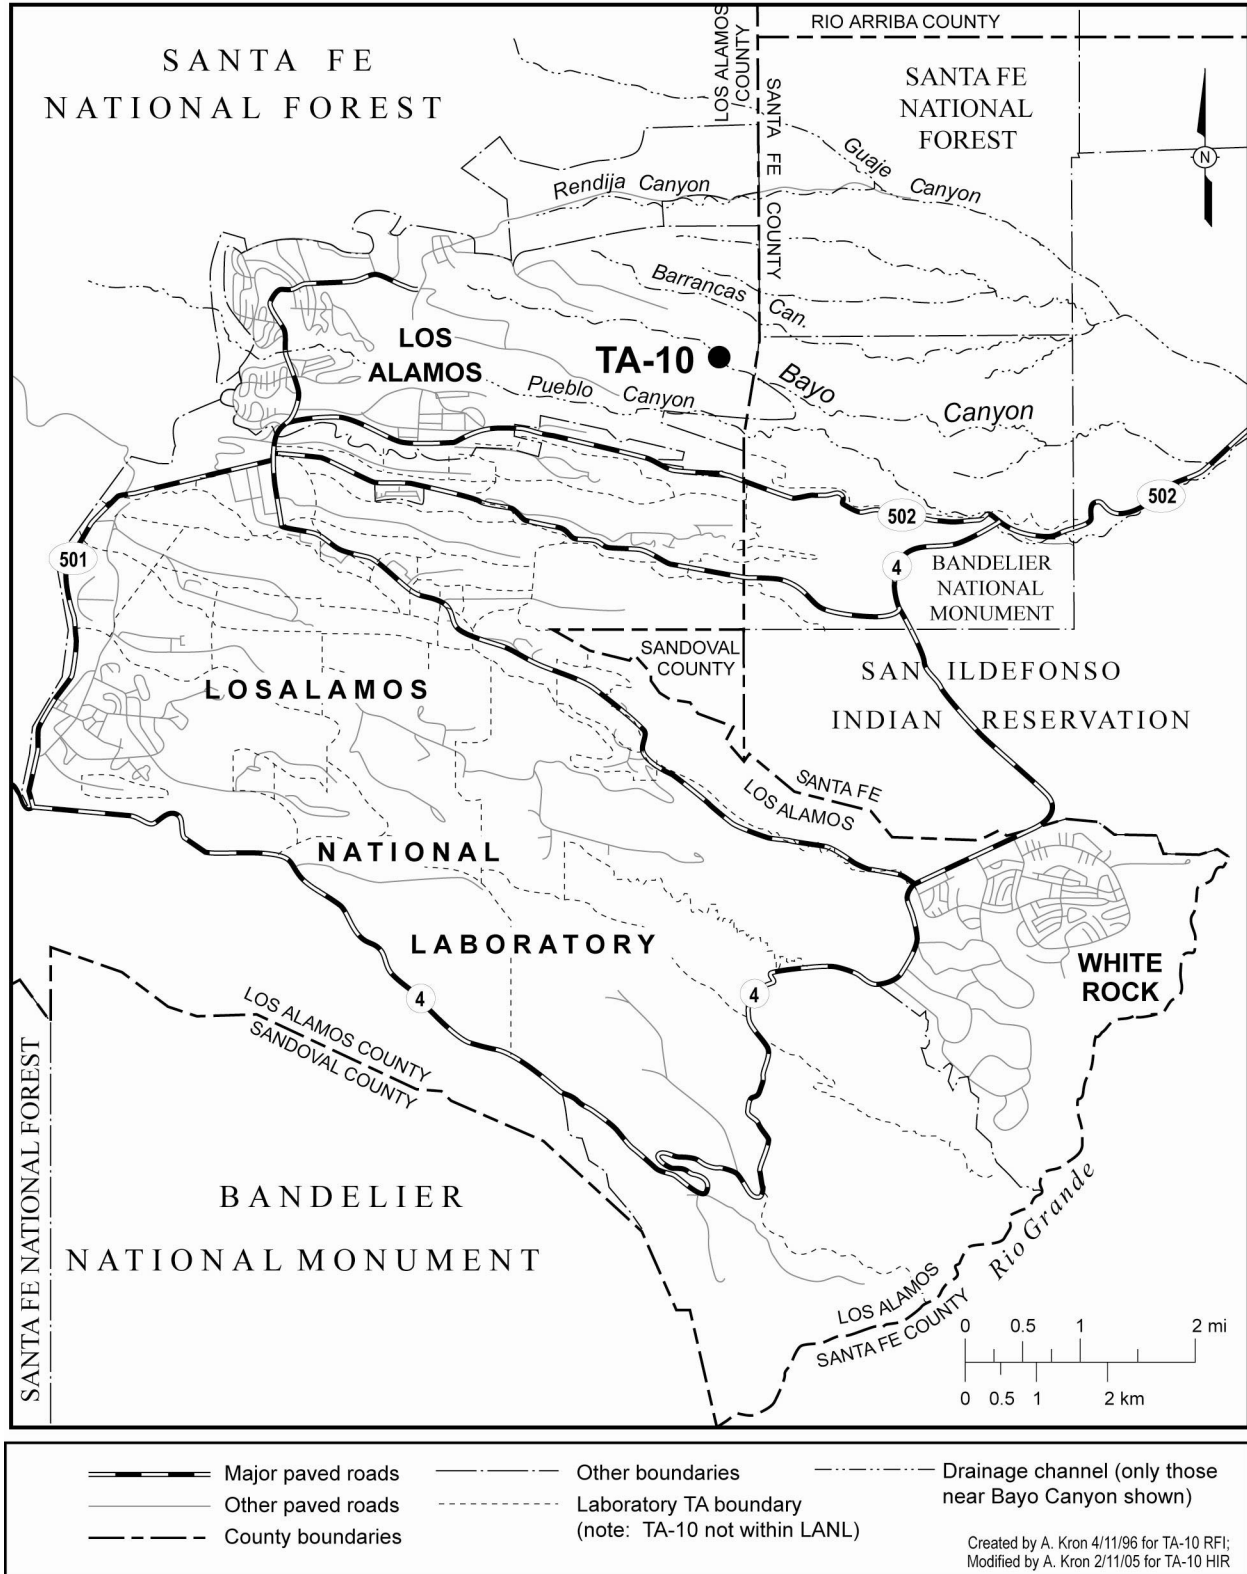 RIO ARRIBA COUNTY
LOS ALAMOS
COUNTY
SANTA FE COUNTY
SANTA FE
NATIONAL FOREST
SANTA FE
NATIONAL
FOREST
N
Guaje Canyon
Rendija Canyon
Barrancas Can.
LOS
ALAMOS
TA-10
Bayo Canyon
Pueblo Canyon
502
502
501
4
BANDELIER
NATIONAL
MONUMENT
SANDOVAL
COUNTY
SAN ILDEFONSO
INDIAN RESERVATION
LOSALAMOS
NATIONAL
LABORATORY
SANTA FE
LOS ALAMOS
WHITE
ROCK
4
4
LOS ALAMOS COUNTY
SANDOVAL COUNTY
SANTA FE NATIONAL FOREST
BANDELIER
NATIONAL MONUMENT
Rio Grande
LOS ALAMOS
SANTA FE COUNTY
0 0.5 1 2 mi
0 0.5 1 2 km
Major paved roads
Other paved roads
County boundaries
Other boundaries
Laboratory TA boundary
(note: TA-10 not within LANL)
Drainage channel (only those
near Bayo Canyon shown)
Created by A. Kron 4/11/96 for TA-10 RFI;
Modified by A. Kron 2/11/05 for TA-10 HIR